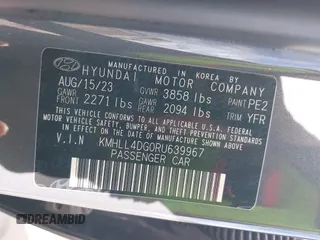 MANUFACTURED IN KOREA BY
HYUNDAI MOTOR COMPANY
AUG/15/23 GVWR 3858 lbs
GAWR FRONT 2271 lbs GAWR REAR 2094 lbs PAINT PE2
TRIM YFR
THIS VEHICLE CONFORMS TO ALL APPLICABLE
U.S. FEDERAL MOTOR VEHICLE SAFETY, BUMPER, AND
THEFT PREVENTION STANDARDS IN EFFECT ON THE
DATE OF MANUFACTURE SHOWN ABOVE.
V.I.N KMHLL4DG0RU639967
PASSENGER CAR
DREAMBID